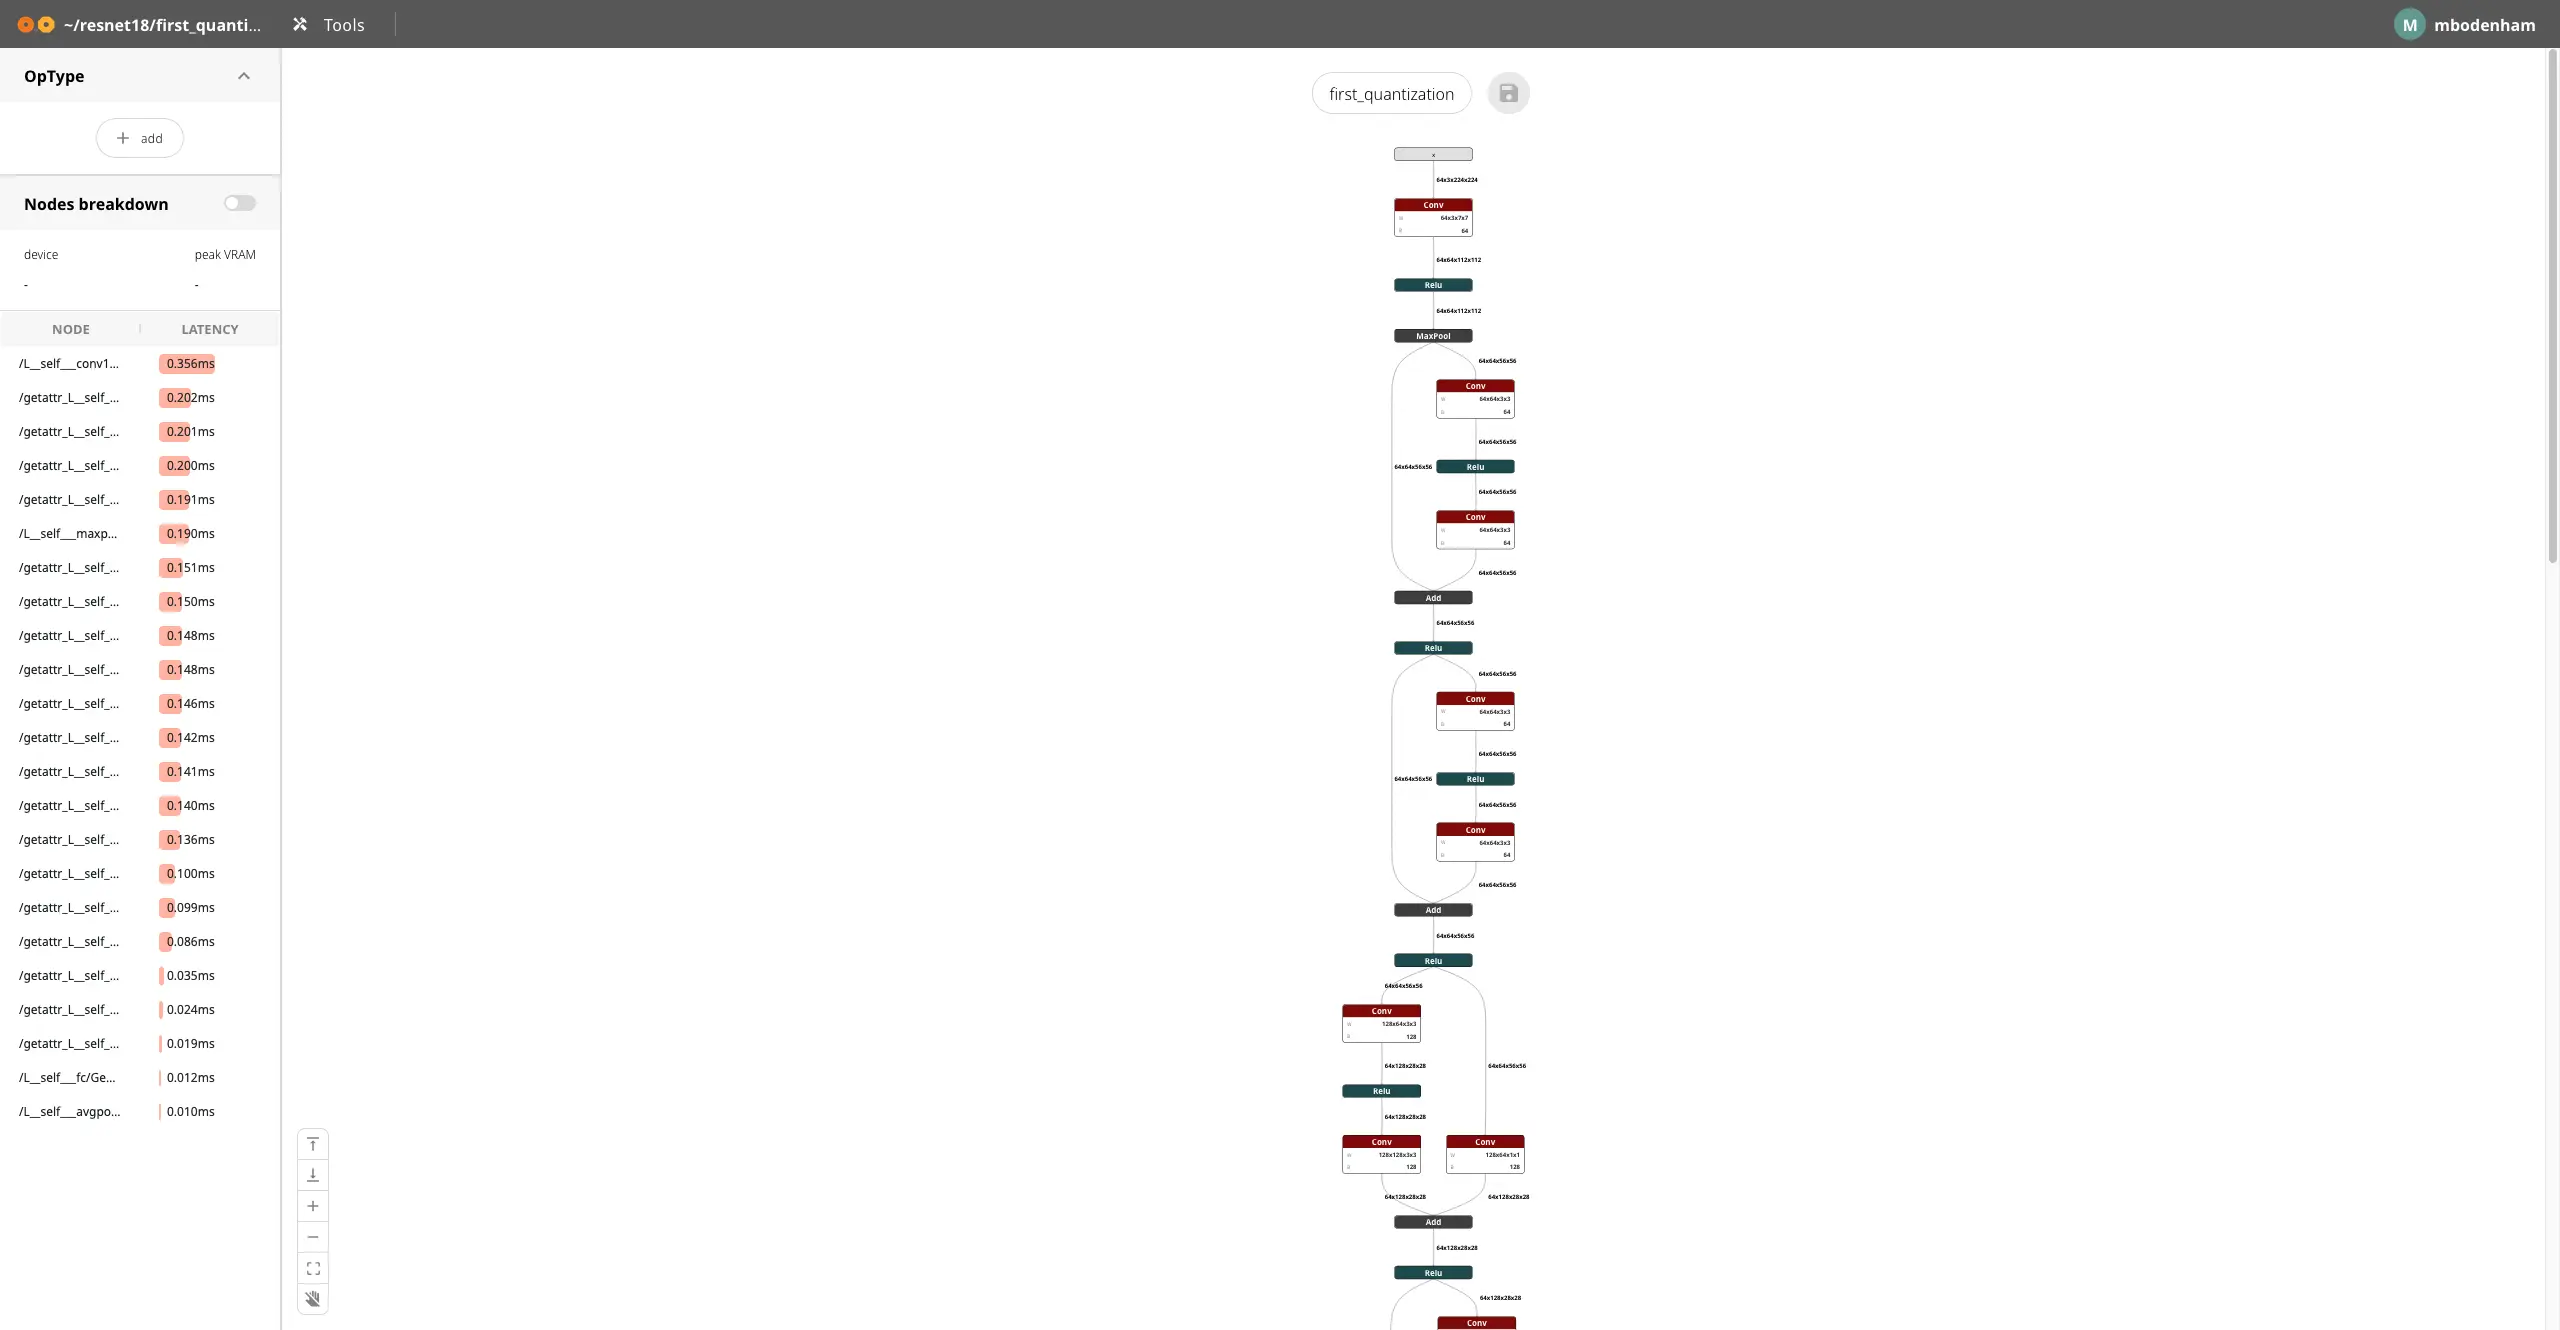 ~/resnet18/first_quanti...
Tools
M mbodenham
OpType
+ add
Nodes breakdown
device peak VRAM
- -
NODE LATENCY
/L__self___conv1... 0.356ms
/getattr_L__self_... 0.202ms
/getattr_L__self_... 0.201ms
/getattr_L__self_... 0.200ms
/getattr_L__self_... 0.191ms
/L__self___maxp... 0.190ms
/getattr_L__self_... 0.151ms
/getattr_L__self_... 0.150ms
/getattr_L__self_... 0.148ms
/getattr_L__self_... 0.148ms
/getattr_L__self_... 0.146ms
/getattr_L__self_... 0.142ms
/getattr_L__self_... 0.141ms
/getattr_L__self_... 0.140ms
/getattr_L__self_... 0.136ms
/getattr_L__self_... 0.100ms
/getattr_L__self_... 0.099ms
/getattr_L__self_... 0.086ms
/getattr_L__self_... 0.035ms
/getattr_L__self_... 0.024ms
/getattr_L__self_... 0.019ms
/L__self___fc/Ge... 0.012ms
/L__self___avgpo... 0.010ms
first_quantization
x
64x3x224x224
Conv
W 64x3x7x7
B 64
64x64x112x112
Relu
64x64x112x112
MaxPool
64x64x56x56
Conv
W 64x64x3x3
B 64
64x64x56x56
64x64x56x56 Relu
64x64x56x56
Conv
W 64x64x3x3
B 64
64x64x56x56
Add
64x64x56x56
Relu
64x64x56x56
Conv
W 64x64x3x3
B 64
64x64x56x56
64x64x56x56 Relu
64x64x56x56
Conv
W 64x64x3x3
B 64
64x64x56x56
Add
64x64x56x56
Relu
64x64x56x56
Conv
W 128x64x3x3
B 128
64x128x28x28 64x64x56x56
Relu
64x128x28x28
Conv Conv
W 128x128x3x3 W 128x64x1x1
B 128 B 128
64x128x28x28 64x128x28x28
Add
64x128x28x28
Relu
64x128x28x28
Conv